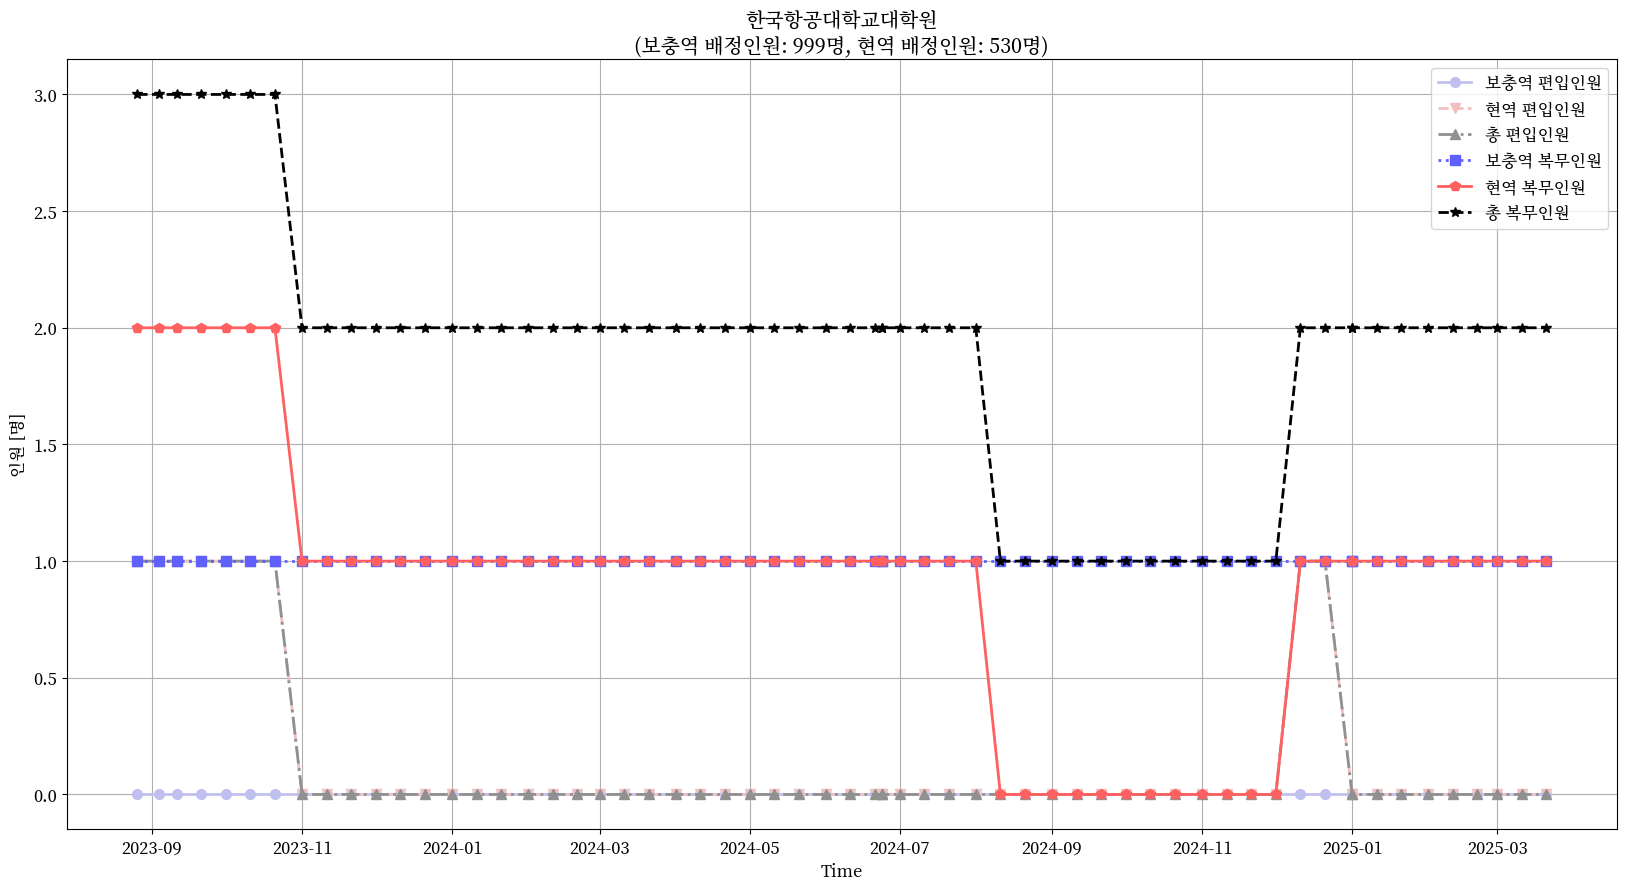 한국항공대학교대학원
(보충역 배정인원: 999명, 현역 배정인원: 530명)
보충역 편입인원
현역 편입인원
총 편입인원
보충역 복무인원
현역 복무인원
총 복무인원
인원 [명]
3.0
2.5
2.0
1.5
1.0
0.5
0.0
2023-09
2023-11
2024-01
2024-03
2024-05
2024-07
2024-09
2024-11
2025-01
2025-03
Time